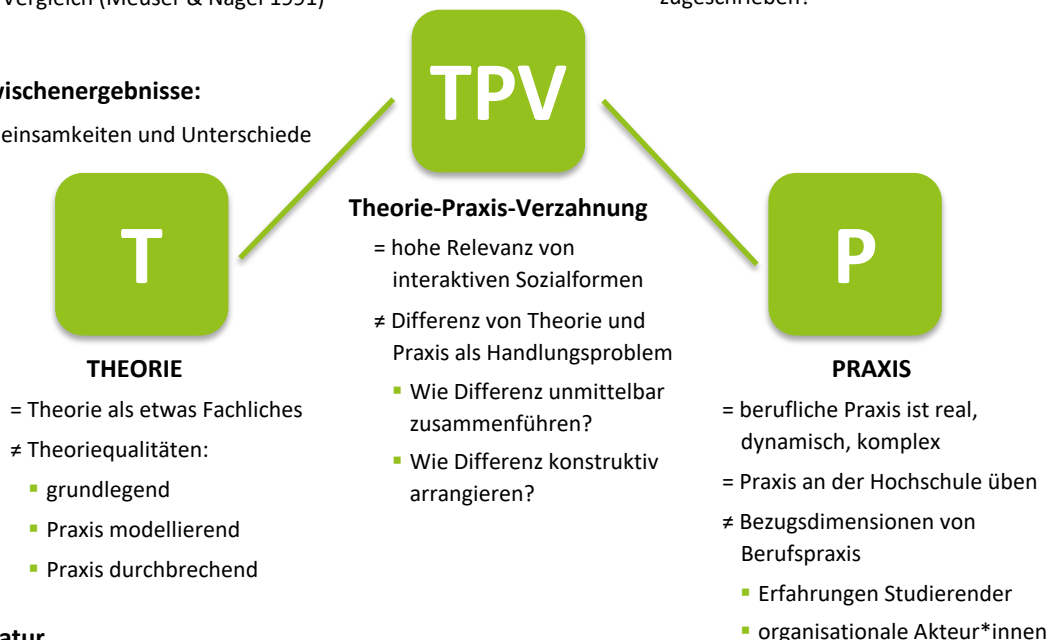 Vergleich (Meuser & Nagel 1991)
zugeschrieben?
wischenergebnisse:
einsamkeiten und Unterschiede
TPV
T
P
Theorie-Praxis-Verzahnung
= hohe Relevanz von
interaktiven Sozialformen
≠ Differenz von Theorie und
Praxis als Handlungsproblem
▪ Wie Differenz unmittelbar
zusammenführen?
▪ Wie Differenz konstruktiv
arrangieren?
THEORIE
= Theorie als etwas Fachliches
≠ Theoriequalitäten:
▪ grundlegend
▪ Praxis modellierend
▪ Praxis durchbrechend
PRAXIS
= berufliche Praxis ist real,
dynamisch, komplex
= Praxis an der Hochschule üben
≠ Bezugsdimensionen von
Berufspraxis
▪ Erfahrungen Studierender
▪ organisationale Akteur*innen
atur